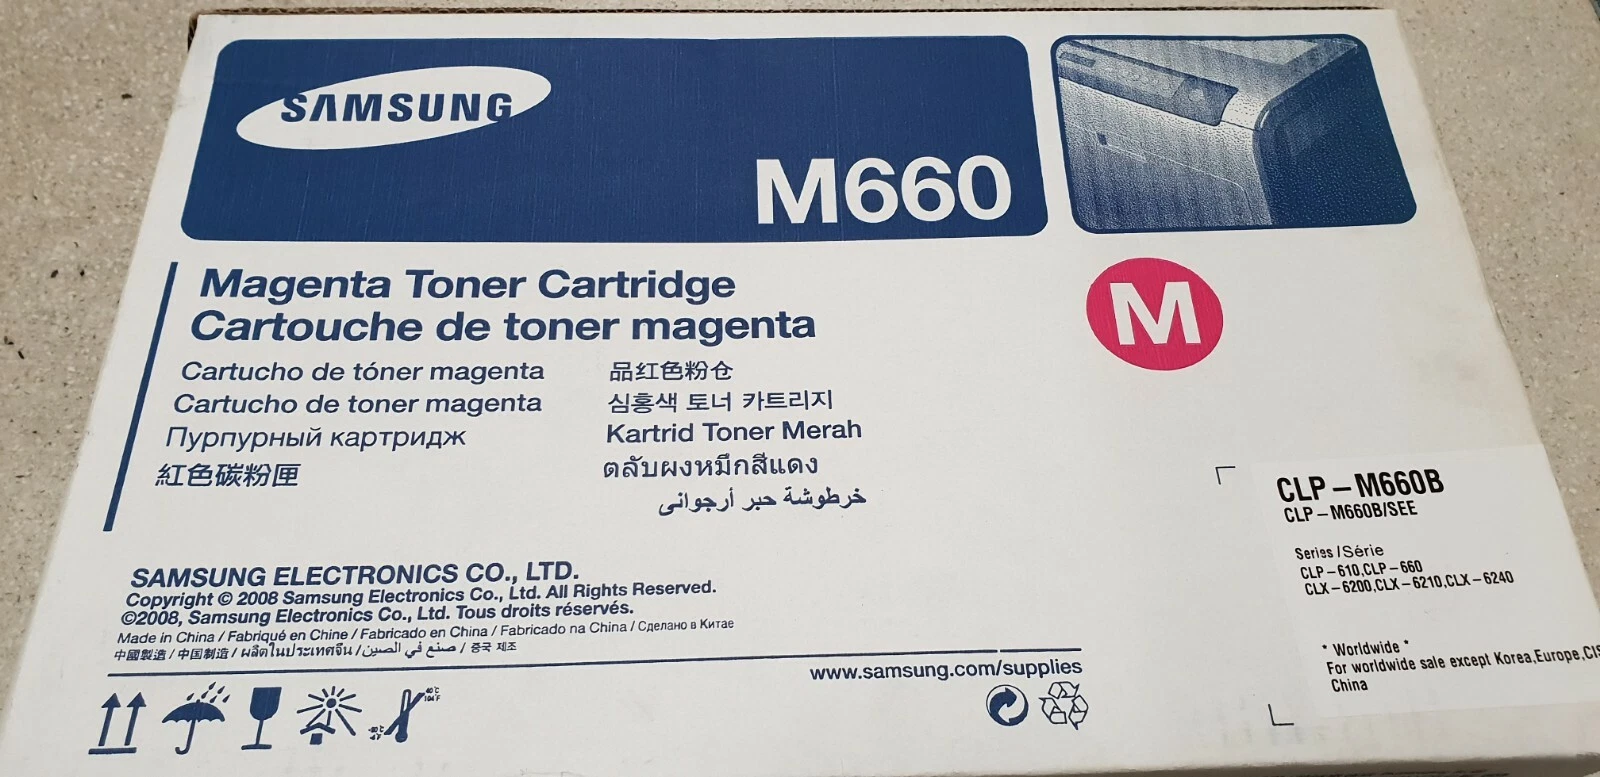 SAMSUNG
M660
Magenta Toner Cartridge
Cartouche de toner magenta
Cartucho de tóner magenta
Cartucho de toner magenta
Пурпурный картридж
紅色碳粉匣
品红色粉仓
심홍색 토너 카트리지
Kartrid Toner Merah
ตลับผงหมึกสีแดง
خرطوشة حبر أرجوانى
M
SAMSUNG ELECTRONICS CO., LTD.
Copyright © 2008 Samsung Electronics Co., Ltd. All Rights Reserved.
©2008, Samsung Electronics Co., Ltd. Tous droits réservés.
Made in China / Fabriqué en Chine / Fabricado en China / Fabricado na China / Сделано в Китае
中國製造 / 中国制造 / ผลิตในประเทศจีน / صنع في الصين / 중국 제조
www.samsung.com/supplies
40°C
104°F
CLP-M660B
CLP-M660B/SEE
Series / Série
CLP-610,CLP-660
CLX-6200,CLX-6210,CLX-6240
* Worldwide *
For worldwide sale except Korea,Europe,CIS
China